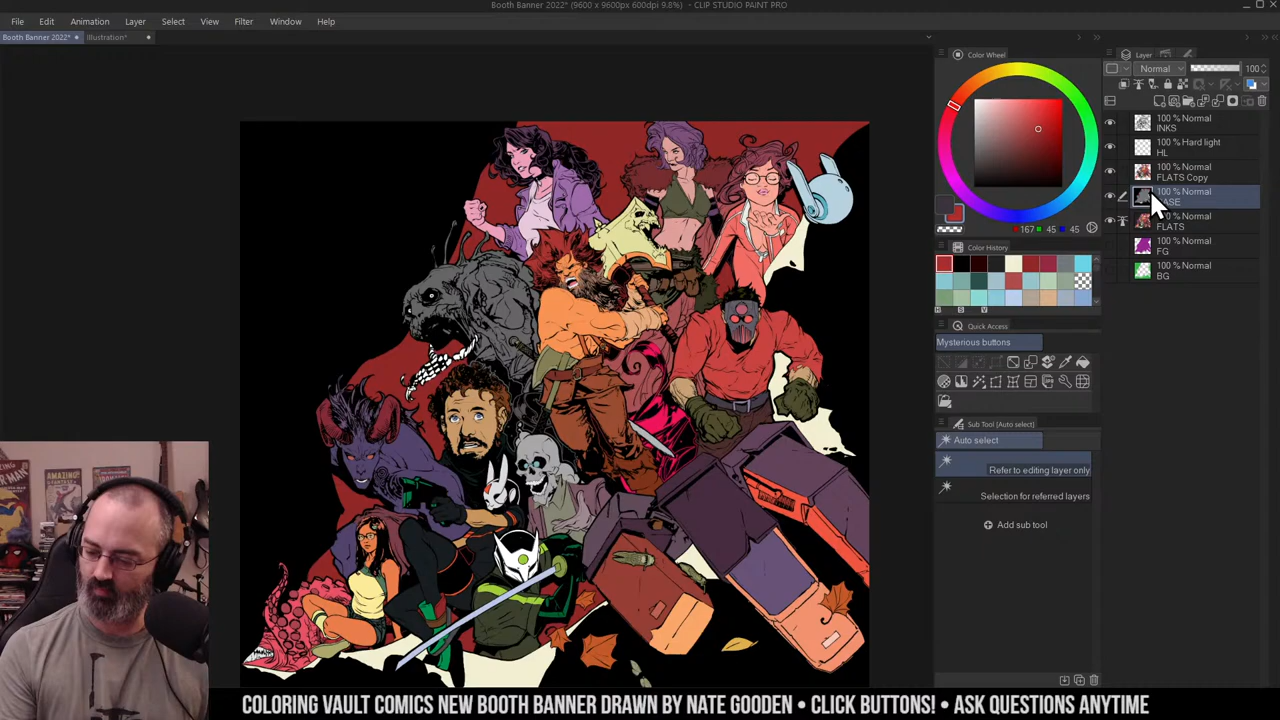 Booth Banner 2022* (9600 x 9600px 600dpi 9.8%) - CLIP STUDIO PAINT PRO
File Edit Animation Layer Select View Filter Window Help
Booth Banner 2022* Illustration*
Color Wheel
167 45 45
Color History
H S V
Quick Access
Mysterious buttons
Sub Tool (Auto select)
Auto select
Refer to editing layer only
Selection for referred layers
Add sub tool
Layer
Normal 100
100 % Normal
INKS
100 % Hard light
HL
100 % Normal
FLATS Copy
100 % Normal
ASE
100 % Normal
FLATS
100 % Normal
FG
100 % Normal
BG
COLORING VAULT COMICS NEW BOOTH BANNER DRAWN BY NATE GOODEN • CLICK BUTTONS! • ASK QUESTIONS ANYTIME